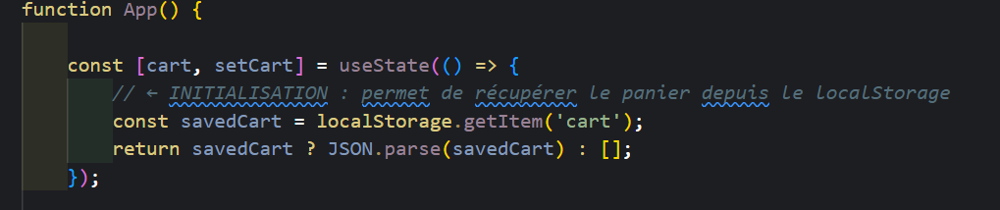 function App() {
const [cart, setCart] = useState(() => {
// ← INITIALISATION : permet de récupérer le panier depuis le localStorage
const savedCart = localStorage.getItem('cart');
return savedCart ? JSON.parse(savedCart) : [];
});